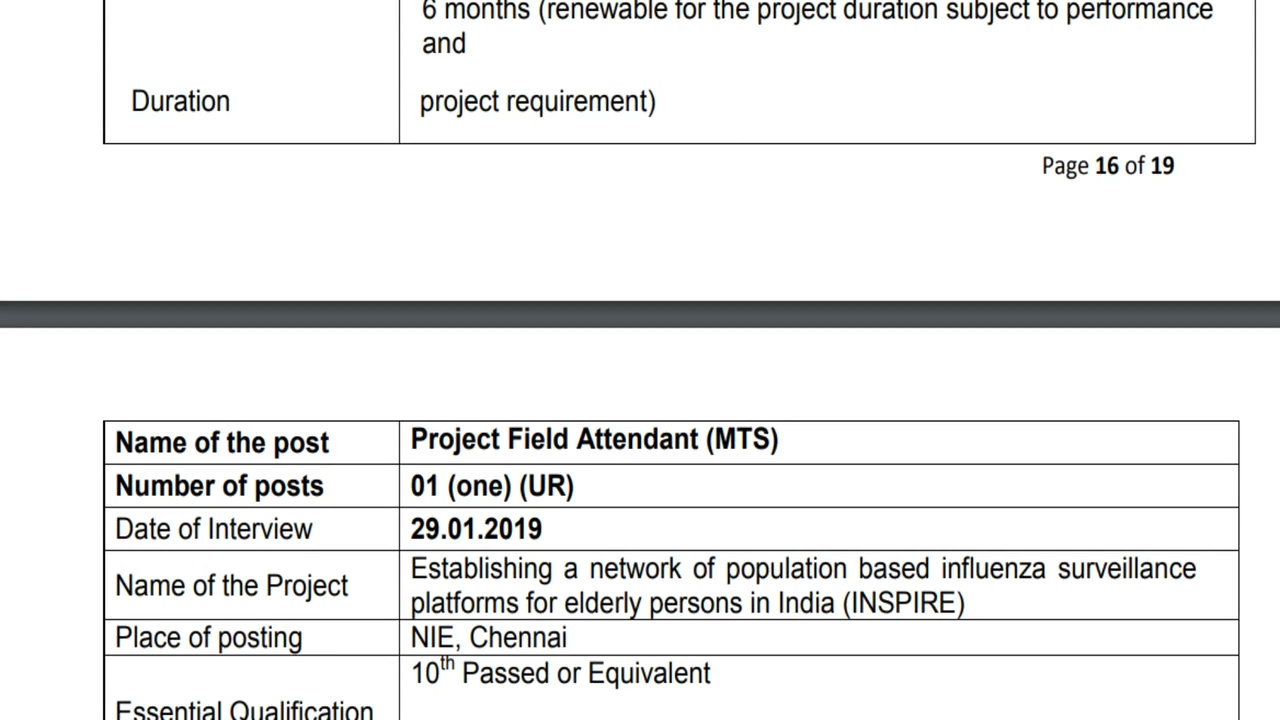 6 months (renewable for the project duration subject to performance
and
Duration project requirement)
Page 16 of 19
Name of the post Project Field Attendant (MTS)
Number of posts 01 (one) (UR)
Date of Interview 29.01.2019
Name of the Project Establishing a network of population based influenza surveillance
platforms for elderly persons in India (INSPIRE)
Place of posting NIE, Chennai
10th Passed or Equivalent
Essential Qualification